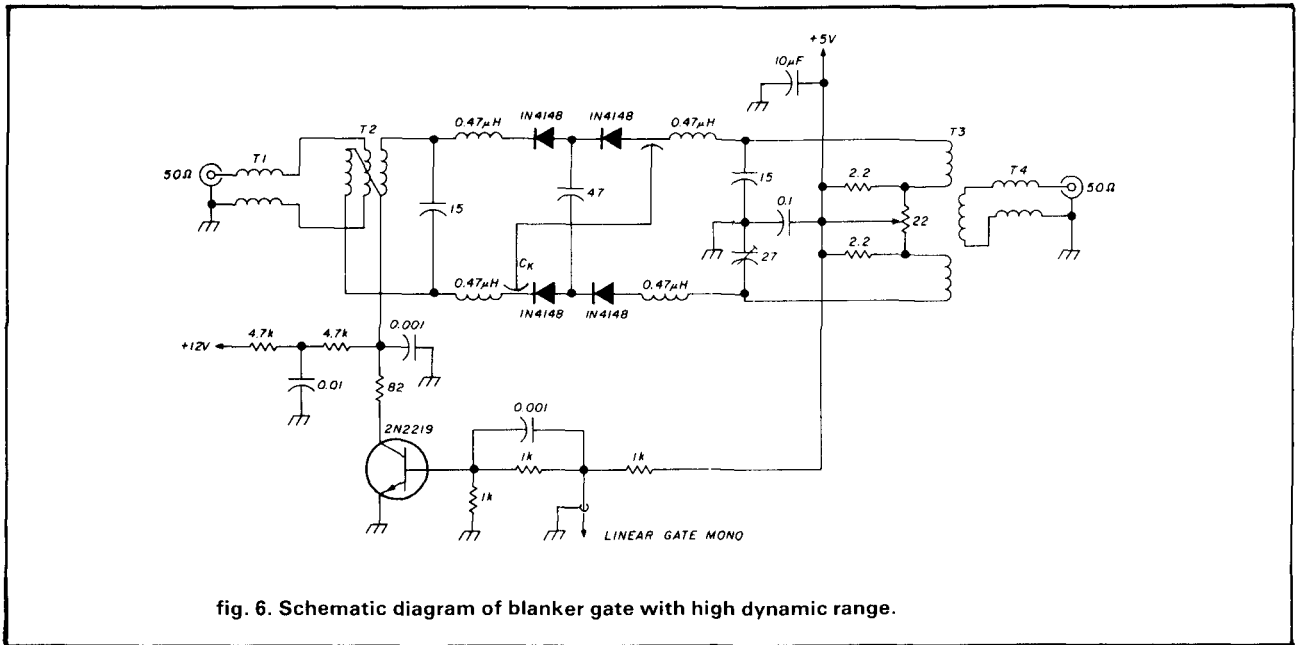 +5V
10µF
T2
0.47µH
1N4148
1N4148
0.47µH
T3
T1
50Ω
T4
50Ω
15
47
15
2.2
0.1
22
2.2
27
CK
0.47µH
1N4148
1N4148
0.47µH
+12V
4.7k
4.7k
0.001
0.01
82
2N2219
0.001
1k
1k
1k
LINEAR GATE MONO
fig. 6. Schematic diagram of blanker gate with high dynamic range.